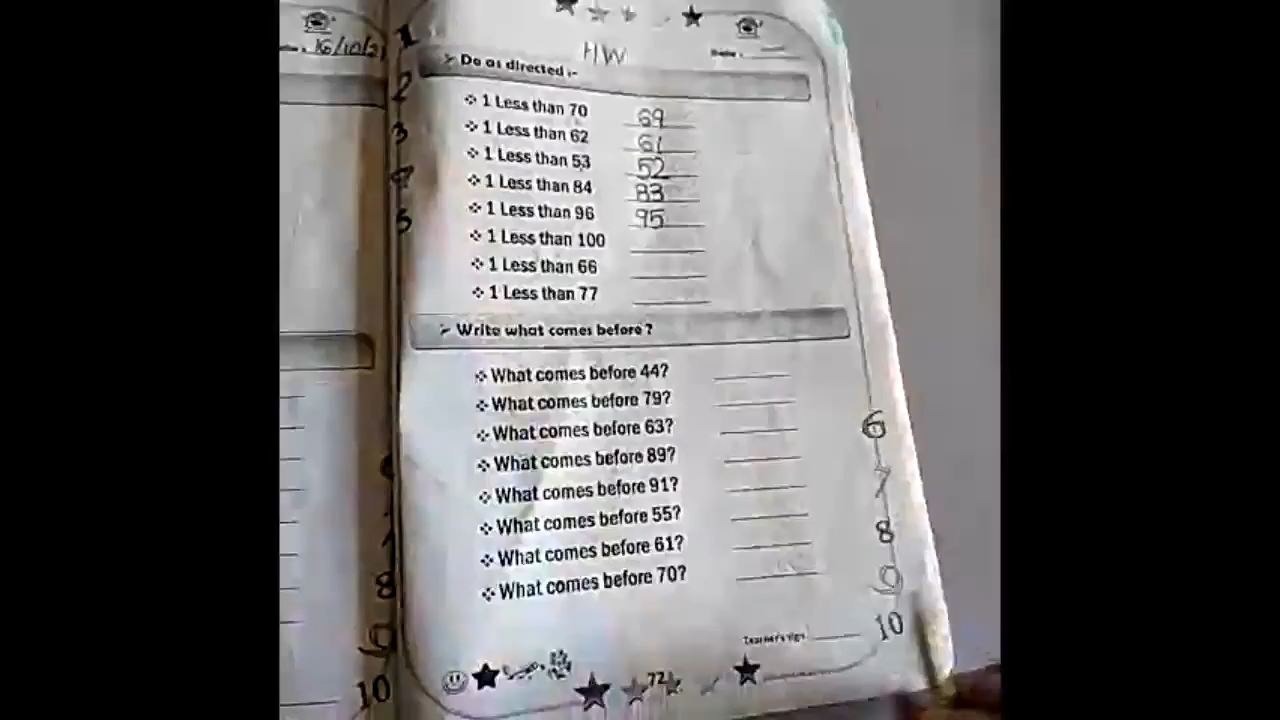 16/10/21
HW
Date :
Do as directed :-
1 Less than 70 69
1 Less than 62 61
1 Less than 53 52
1 Less than 84 83
1 Less than 96 95
1 Less than 100
1 Less than 66
1 Less than 77
Write what comes before ?
What comes before 44?
What comes before 79?
What comes before 63?
What comes before 89?
What comes before 91?
What comes before 55?
What comes before 61?
What comes before 70?
Teacher's sign
72
1
2
3
4
5
8
9
10
6
7
8
9
10